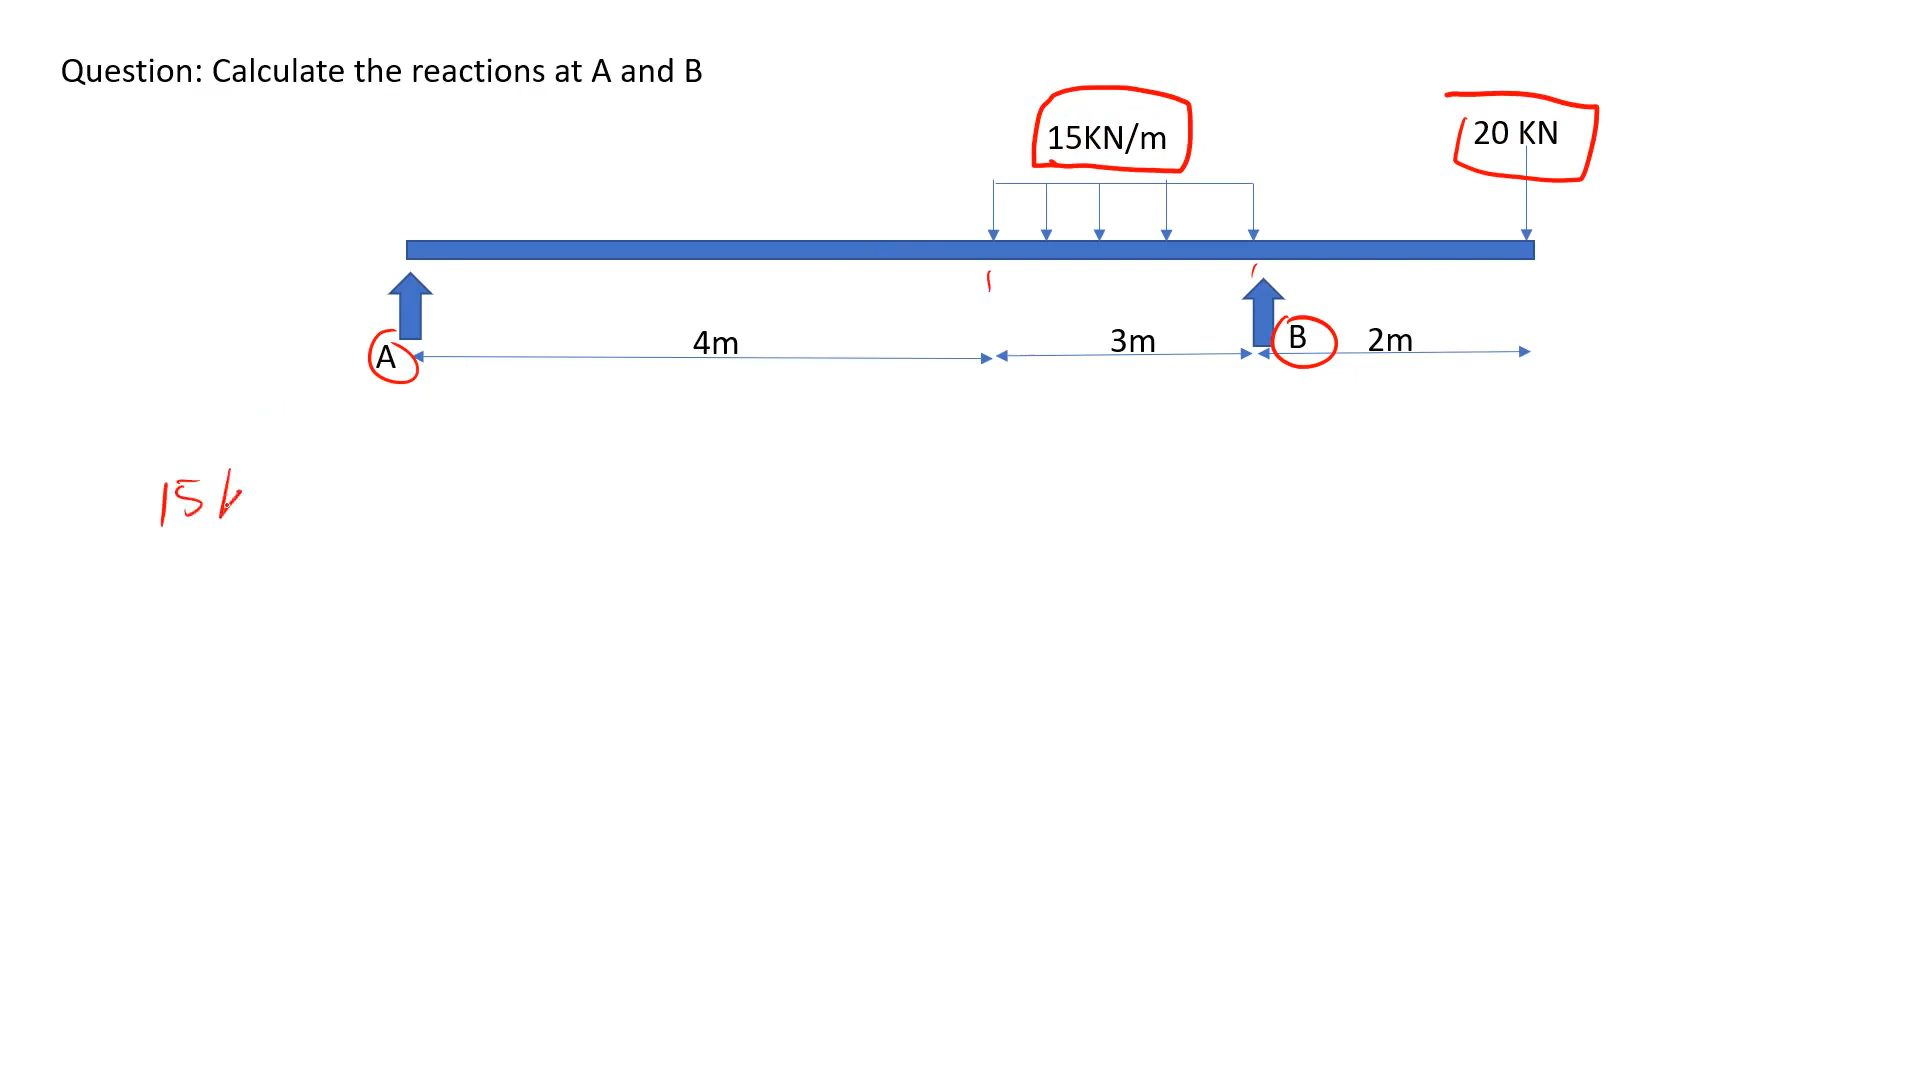 Question: Calculate the reactions at A and B
15KN/m
20 KN
A
4m
3m
B
2m
15